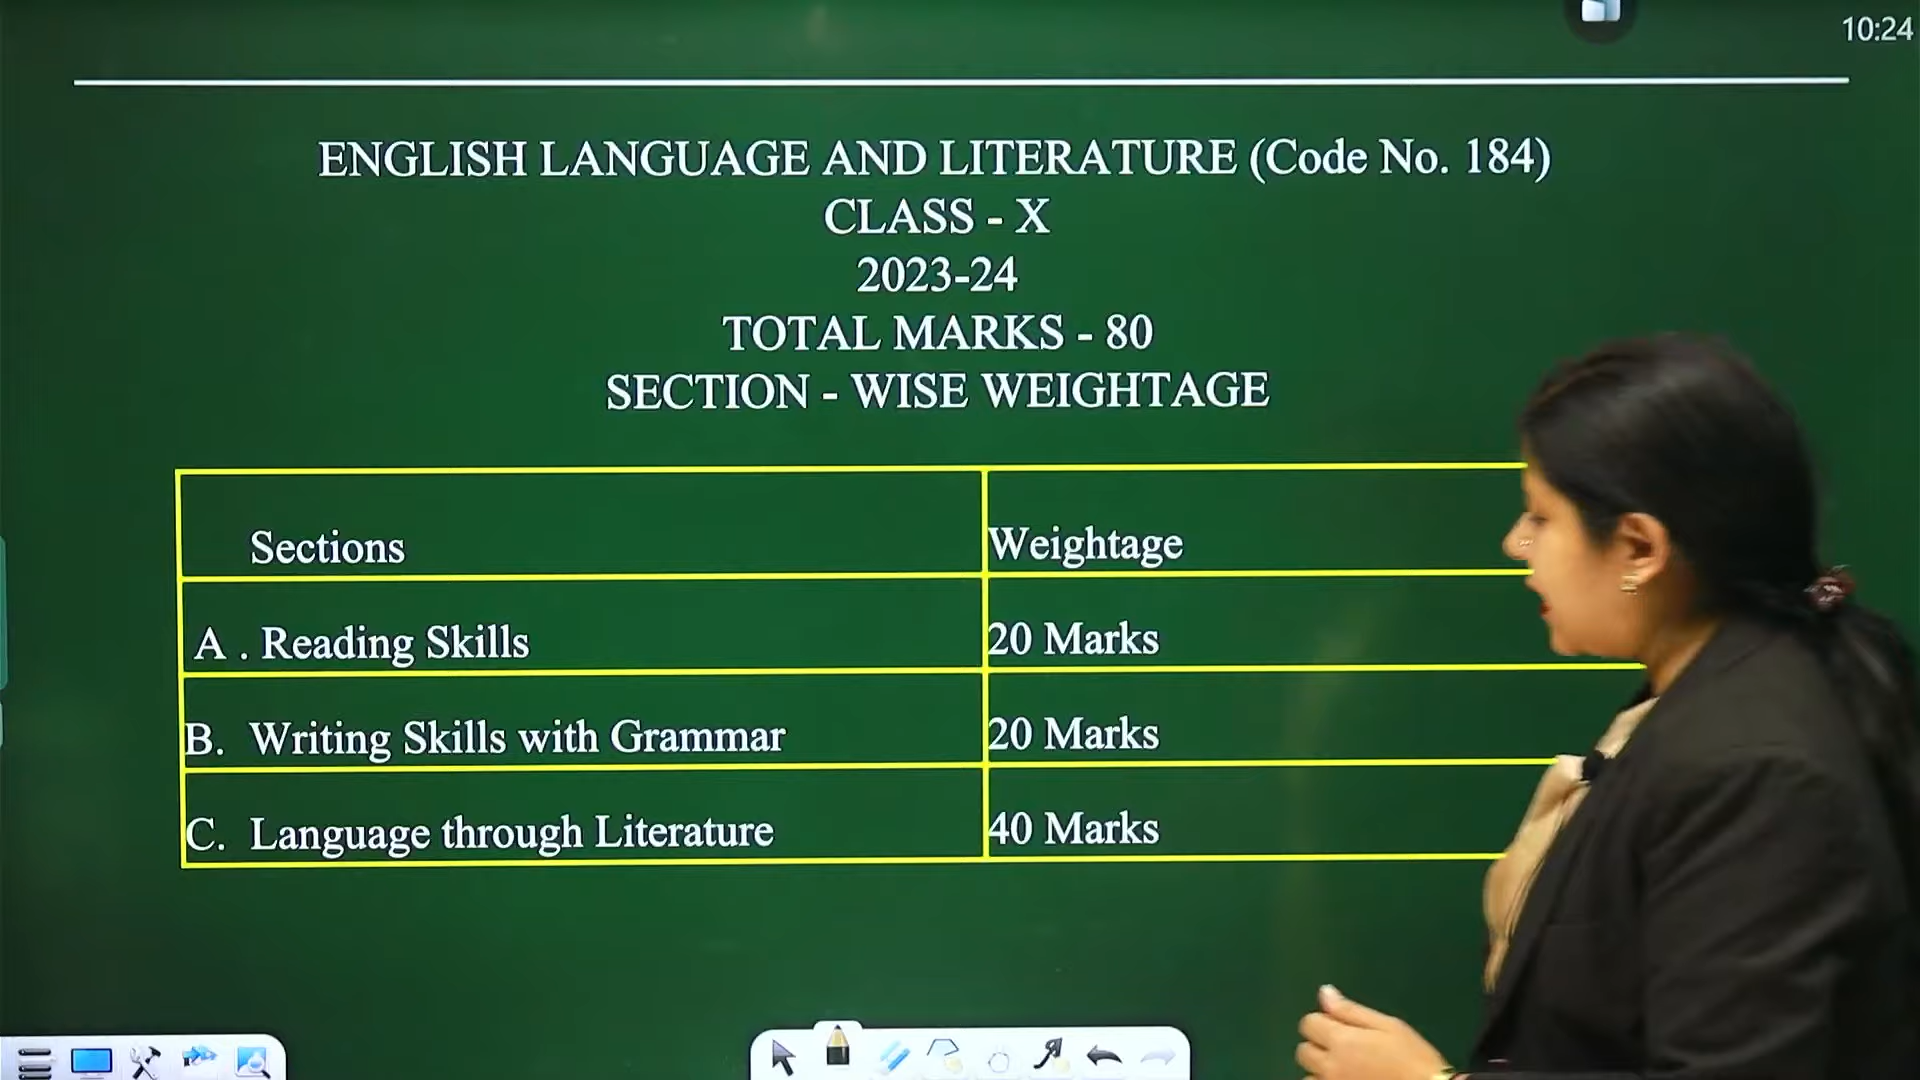 10:24
ENGLISH LANGUAGE AND LITERATURE (Code No. 184)
CLASS - X
2023-24
TOTAL MARKS - 80
SECTION - WISE WEIGHTAGE
Sections Weightage
A . Reading Skills 20 Marks
B. Writing Skills with Grammar 20 Marks
C. Language through Literature 40 Marks